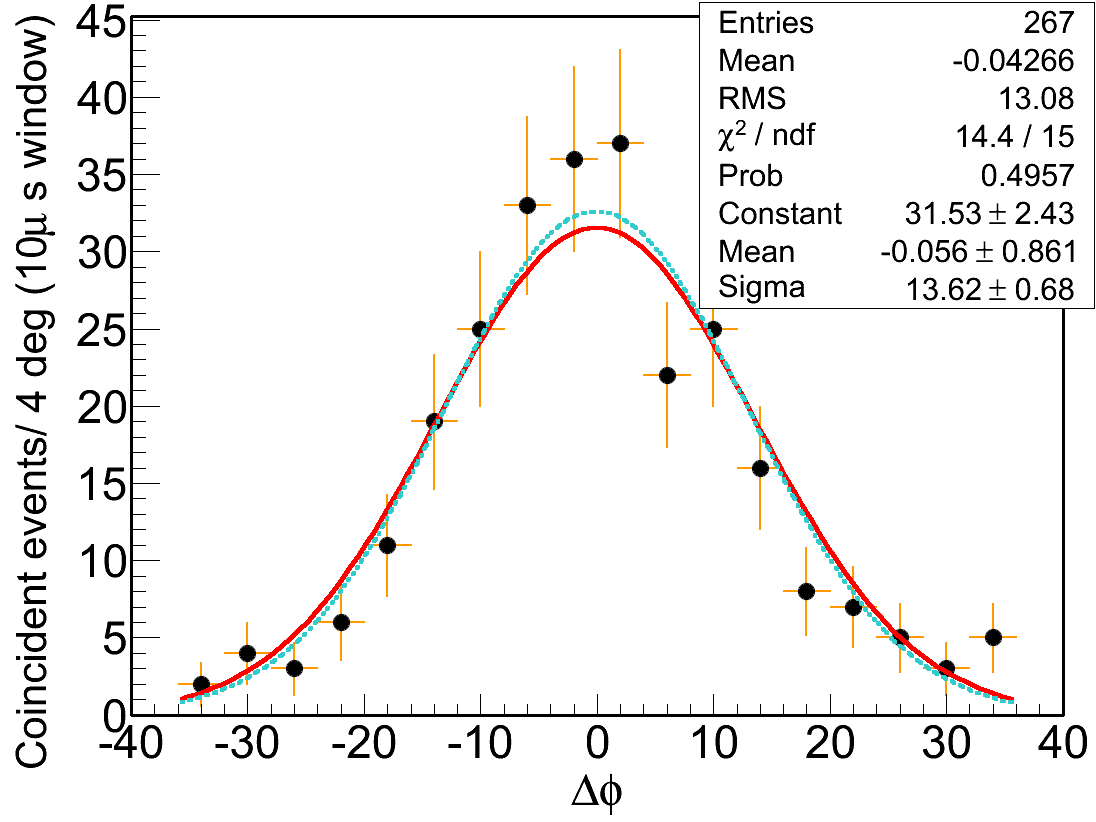 Coincident events/ 4 deg (10μ s window)
45
40
35
30
25
20
15
10
5
0
-40 -30 -20 -10 0 10 20 30 40
Δϕ
Entries 267
Mean -0.04266
RMS 13.08
χ² / ndf 14.4 / 15
Prob 0.4957
Constant 31.53 ± 2.43
Mean -0.056 ± 0.861
Sigma 13.62 ± 0.68